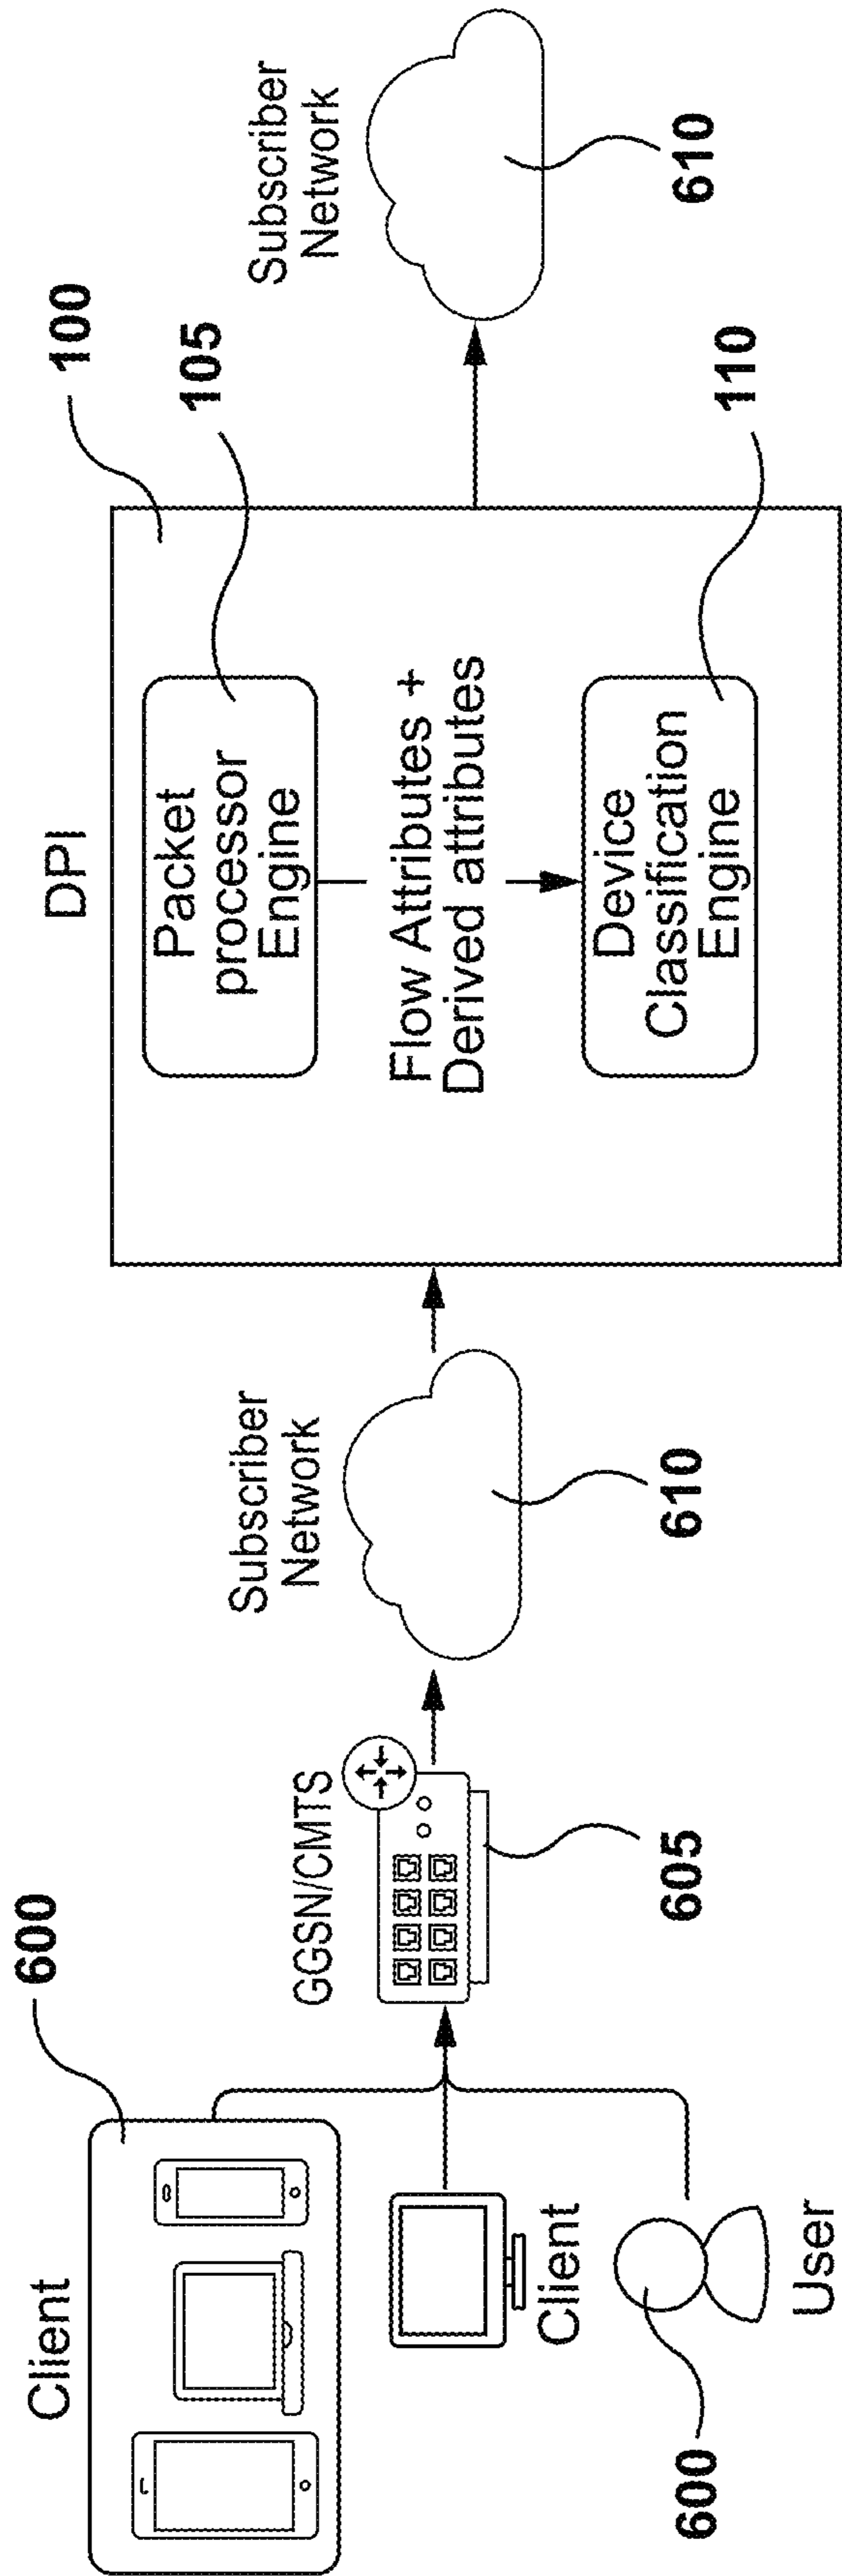 Client
600
Client
600
User
GGSN/CMTS
605
Subscriber
Network
610
DPI
100
Packet
processor
Engine
105
Flow Attributes +
Derived attributes
Device
Classification
Engine
110
Subscriber
Network
610